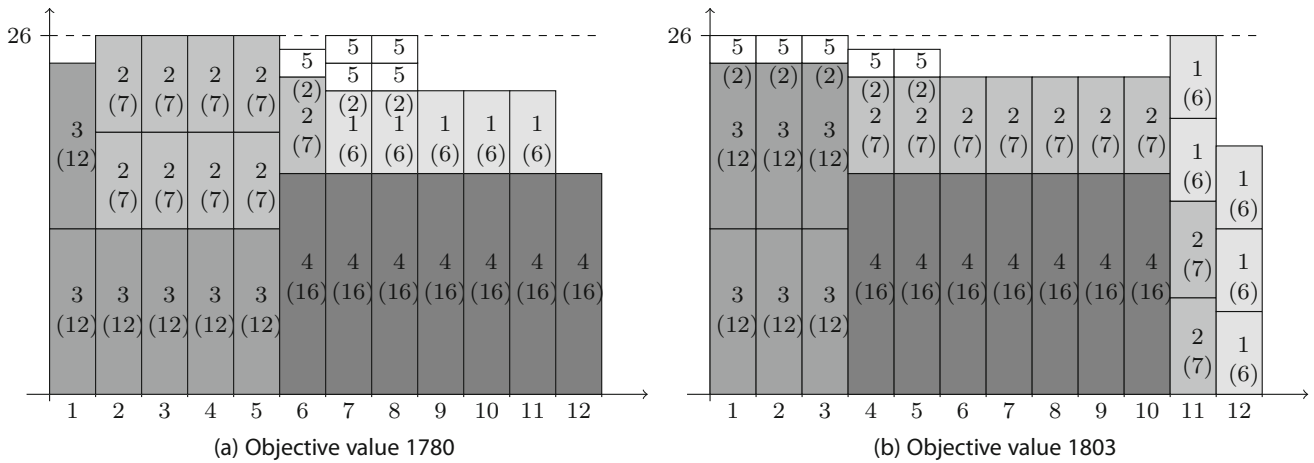 26
5 5
5
2 2 2 2 5 5
(2)
(7) (7) (7) (7) (2) (2)
2
1 1 1 1 1
3
(7)
(12) (6) (6) (6) (6) (6)
2 2 2 2
(7) (7) (7) (7)
4 4 4 4 4 4 4
(16) (16) (16) (16) (16) (16) (16)
3 3 3 3 3
(12) (12) (12) (12) (12)
1 2 3 4 5 6 7 8 9 10 11 12
(a) Objective value 1780
26
5 5 5
5 5
1
(2) (2) (2)
(2) (2)
(6)
2 2 2 2 2 2 2
3 3 3
(7) (7) (7) (7) (7) (7) (7)
1
(12) (12) (12)
(6)
1
(6)
2
4 4 4 4 4 4 4
1
(7)
(16) (16) (16) (16) (16) (16) (16)
(6)
3 3 3
(12) (12) (12)
2
1
(7)
(6)
1 2 3 4 5 6 7 8 9 10 11 12
(b) Objective value 1803